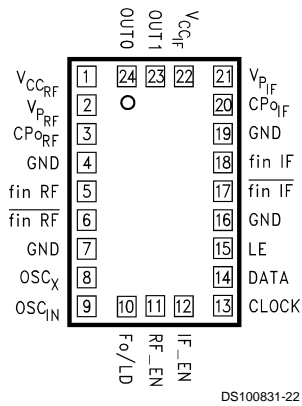 OUT0 OUT1 VCCIF
VCCRF 1 24 23 22 21 VPIF
VPRF 2 20 CPoIF
CPoRF 3 19 GND
GND 4 18 fin IF
fin RF 5 17 fin IF
fin RF 6 16 GND
GND 7 15 LE
OSCX 8 14 DATA
OSCIN 9 10 11 12 13 CLOCK
Fo/LD RF_EN IF_EN
DS100831-22